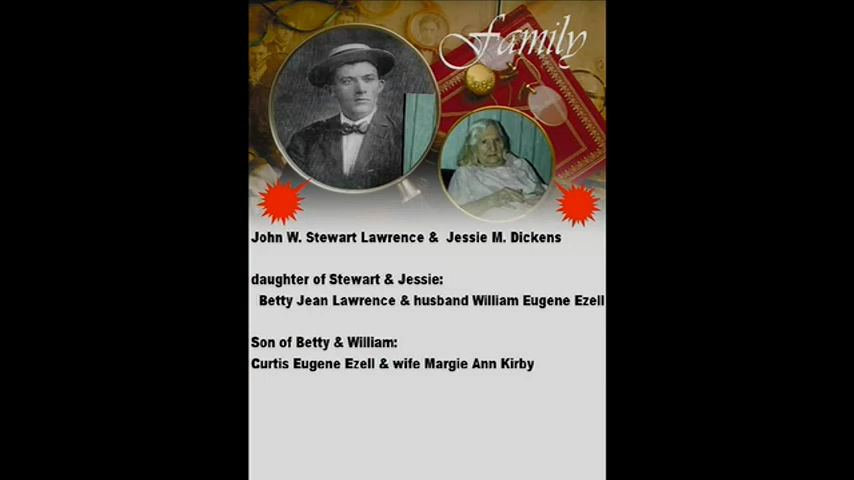 Family
John W. Stewart Lawrence & Jessie M. Dickens
daughter of Stewart & Jessie:
Betty Jean Lawrence & husband William Eugene Ezell
Son of Betty & William:
Curtis Eugene Ezell & wife Margie Ann Kirby